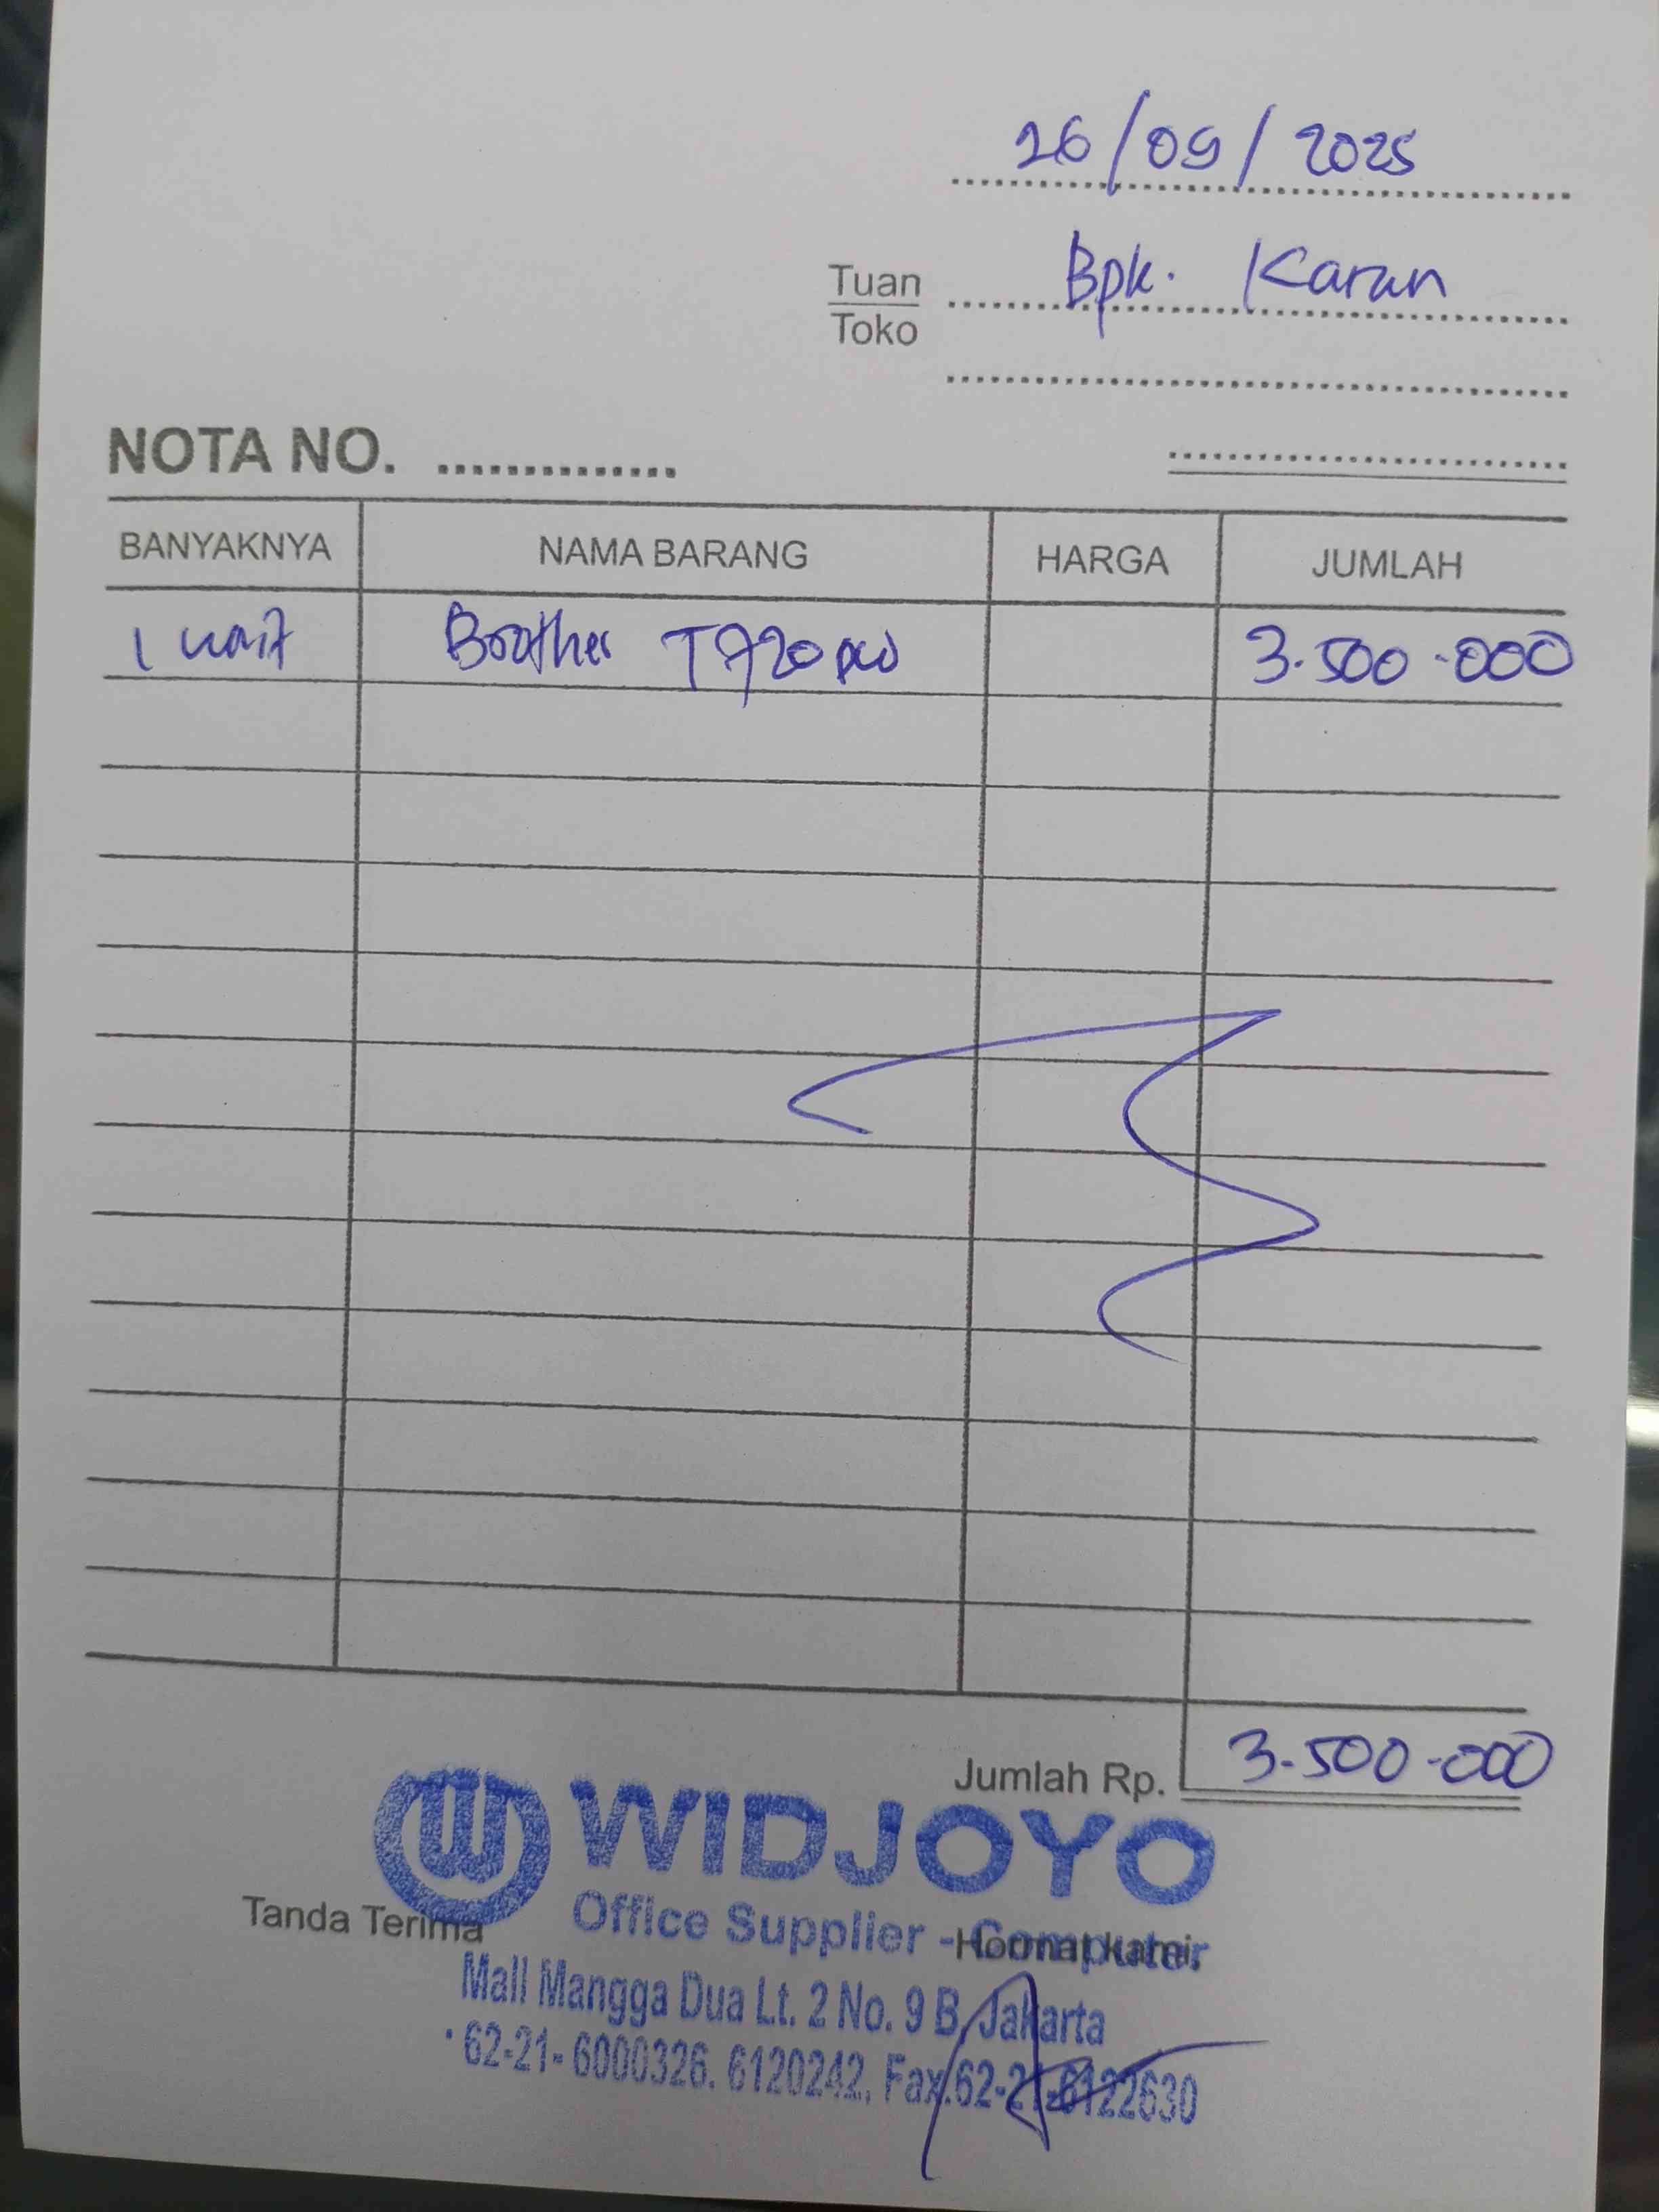 26/09/2025
Tuan Bpk. Karan
Toko
NOTA NO. ..............
BANYAKNYA NAMA BARANG HARGA JUMLAH
1 unit Brother T720DW 3.500.000
Jumlah Rp. 3.500.000
WIDJOYO
Tanda Terima Office Supplier - Computer Hormat kami,
Mall Mangga Dua Lt. 2 No. 9 B, Jakarta
62-21- 6000326. 6120242, Fax.62-21-6122630